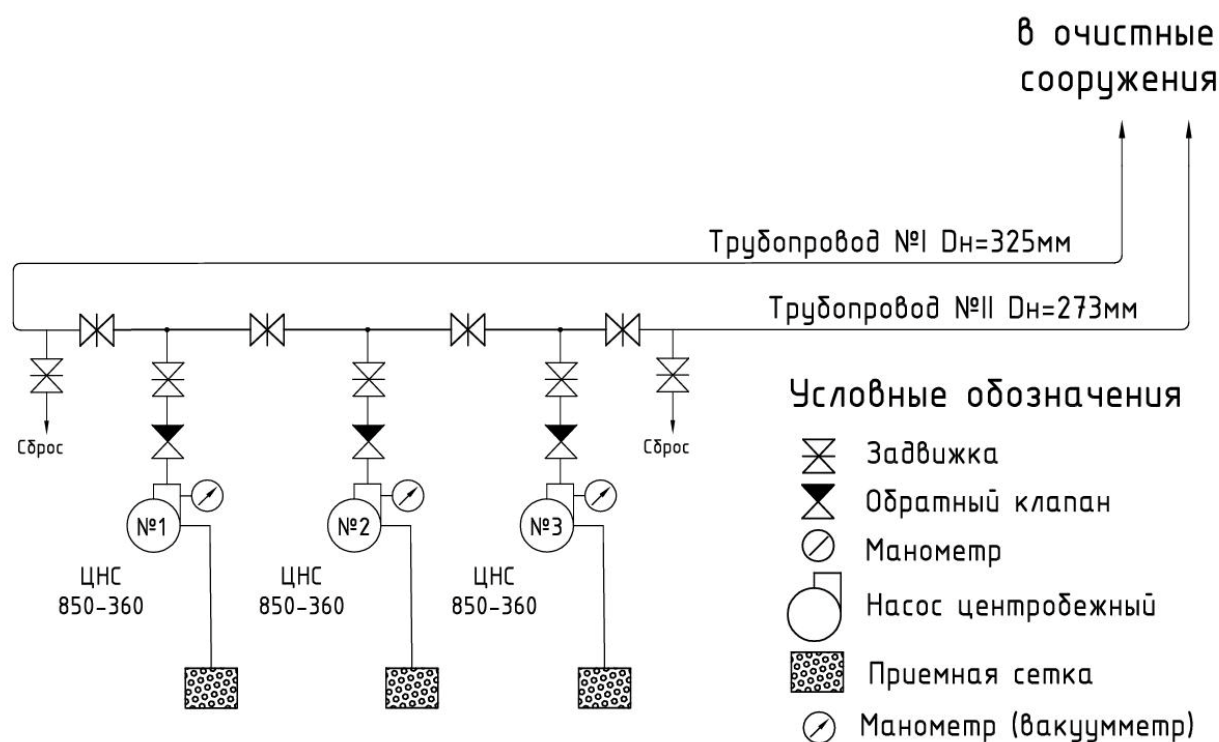 в очистные
сооружения
Трубопровод №I Dн=325мм
Трубопровод №II Dн=273мм
Сброс
Сброс
№1
№2
№3
ЦНС
850-360
ЦНС
850-360
ЦНС
850-360
Условные обозначения
Задвижка
Обратный клапан
Манометр
Насос центробежный
Приемная сетка
Манометр (вакуумметр)